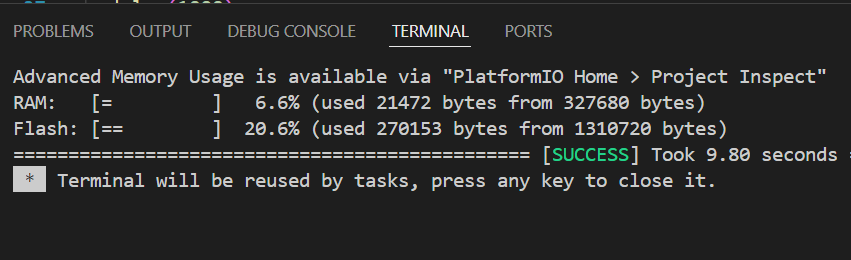 PROBLEMS OUTPUT DEBUG CONSOLE TERMINAL PORTS
Advanced Memory Usage is available via "PlatformIO Home > Project Inspect"
RAM:   [=         ]   6.6% (used 21472 bytes from 327680 bytes)
Flash: [==        ]  20.6% (used 270153 bytes from 1310720 bytes)
=============================================== [SUCCESS] Took 9.80 seconds =
* Terminal will be reused by tasks, press any key to close it.